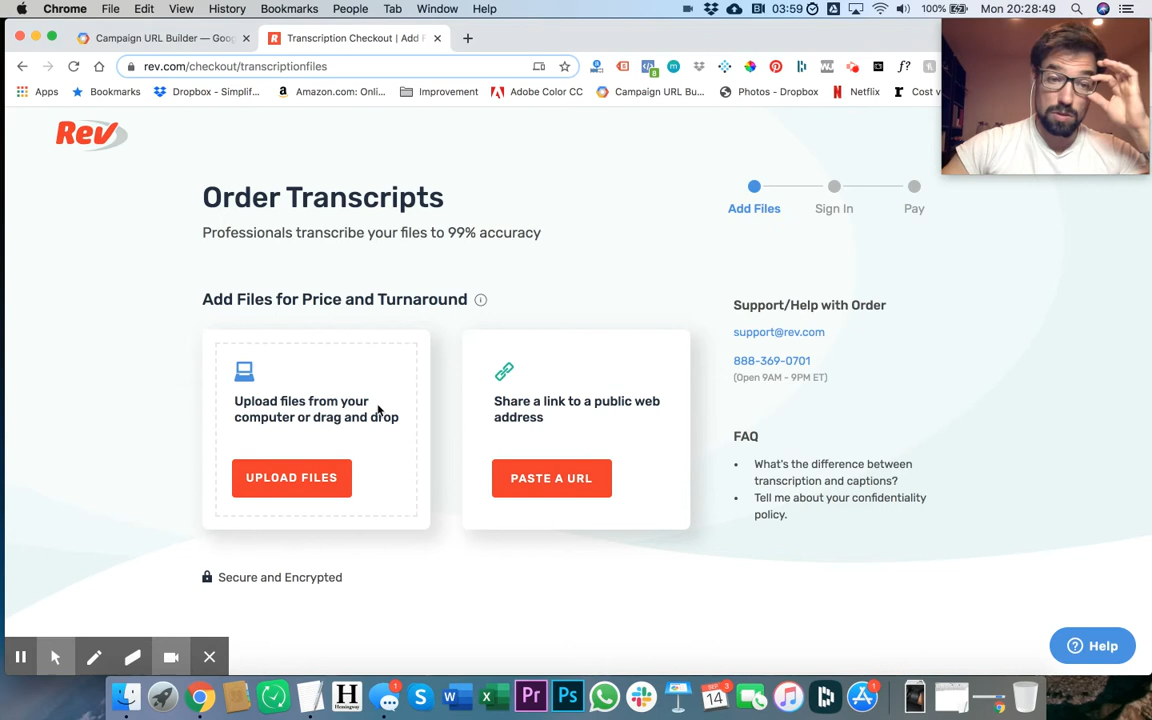 Chrome File Edit View History Bookmarks People Tab Window Help 03:59 100% Mon 20:28:49
Campaign URL Builder — Goog Transcription Checkout | Add F
rev.com/checkout/transcriptionfiles
Apps Bookmarks Dropbox - Simplif... Amazon.com: Onli... Improvement Adobe Color CC Campaign URL Bu... Photos - Dropbox Netflix Cost v
Rev
Order Transcripts
Professionals transcribe your files to 99% accuracy
Add Files Sign In Pay
Add Files for Price and Turnaround
Upload files from your
computer or drag and drop
UPLOAD FILES
Share a link to a public web
address
PASTE A URL
Support/Help with Order
support@rev.com
888-369-0701
(Open 9AM - 9PM ET)
FAQ
What's the difference between
transcription and captions?
Tell me about your confidentiality
policy.
Secure and Encrypted
Help